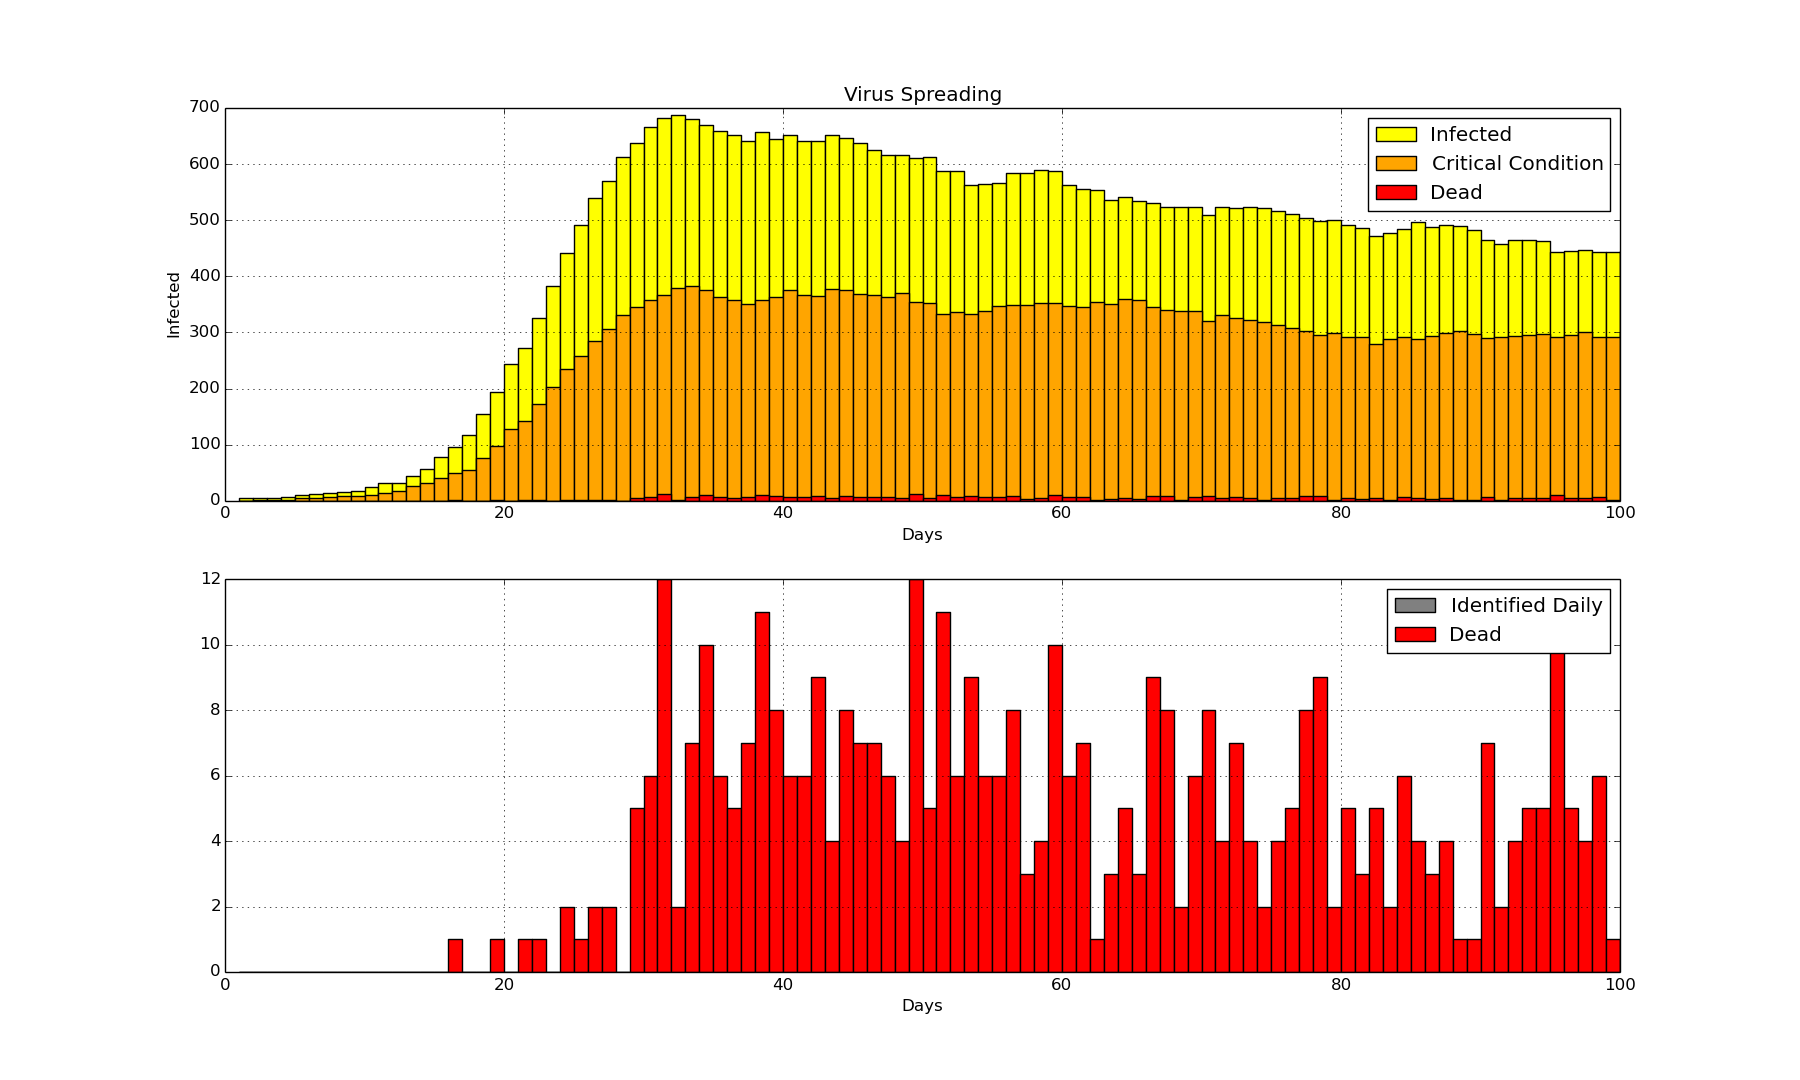 Virus Spreading
700
600
500
400
300
200
100
0
Infected
Infected
Critical Condition
Dead
0 20 40 60 80 100
Days
12
10
8
6
4
2
0
Identified Daily
Dead
0 20 40 60 80 100
Days